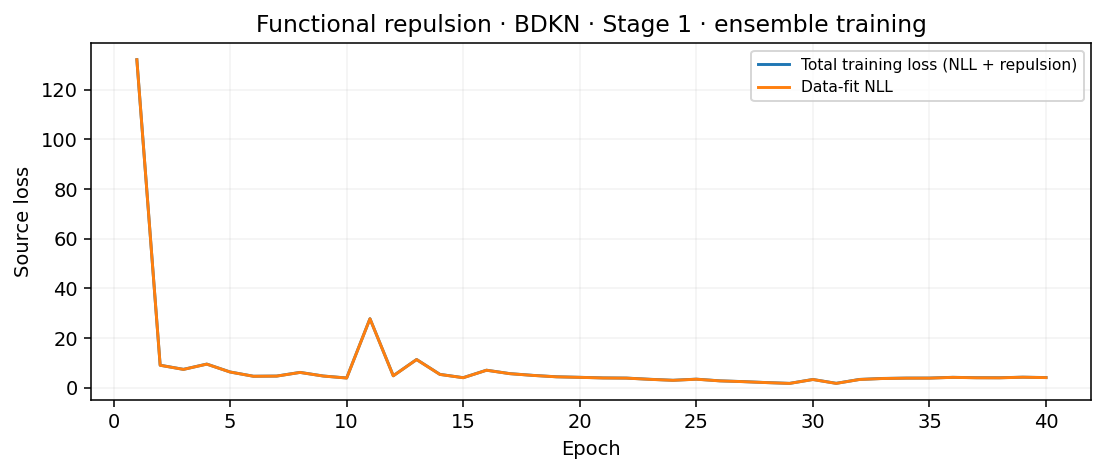 Functional repulsion · BDKN · Stage 1 · ensemble training
Total training loss (NLL + repulsion)
Data-fit NLL
Source loss
120
100
80
60
40
20
0
0 5 10 15 20 25 30 35 40
Epoch